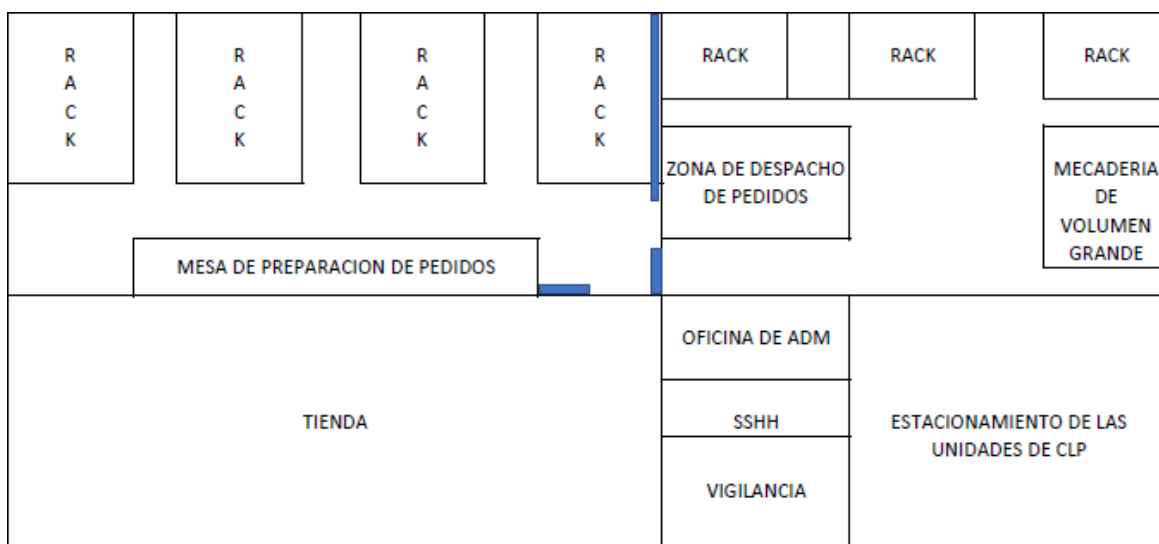 R
A
C
K
R
A
C
K
R
A
C
K
R
A
C
K
RACK
RACK
RACK
ZONA DE DESPACHO
DE PEDIDOS
MECADERIA
DE
VOLUMEN
GRANDE
MESA DE PREPARACION DE PEDIDOS
OFICINA DE ADM
TIENDA
SSHH
ESTACIONAMIENTO DE LAS
UNIDADES DE CLP
VIGILANCIA